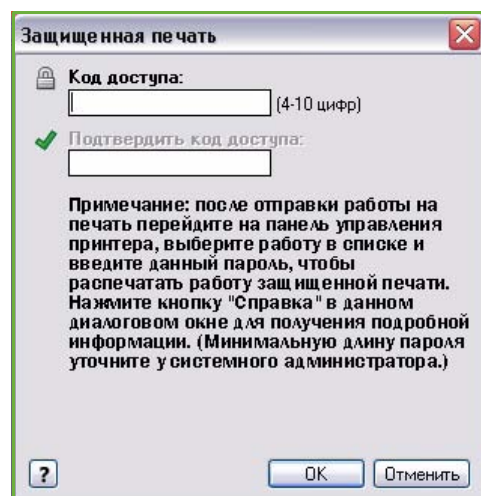 Защищенная печать
Код доступа:
(4-10 цифр)
Подтвердить код доступа:
Примечание: после отправки работы на
печать перейдите на панель управления
принтера, выберите работу в списке и
введите данный пароль, чтобы
распечатать работу защищенной печати.
Нажмите кнопку "Справка" в данном
диалоговом окне для получения подробной
информации. (Минимальную длину пароля
уточните у системного администратора.)
? OK Отменить